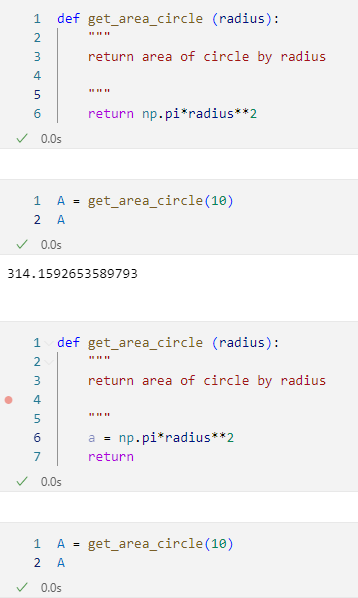 1 def get_area_circle (radius):
2 """
3 return area of circle by radius
4
5 """
6 return np.pi*radius**2
0.0s
1 A = get_area_circle(10)
2 A
0.0s
314.1592653589793
1 def get_area_circle (radius):
2 """
3 return area of circle by radius
4
5 """
6 a = np.pi*radius**2
7 return
0.0s
1 A = get_area_circle(10)
2 A
0.0s